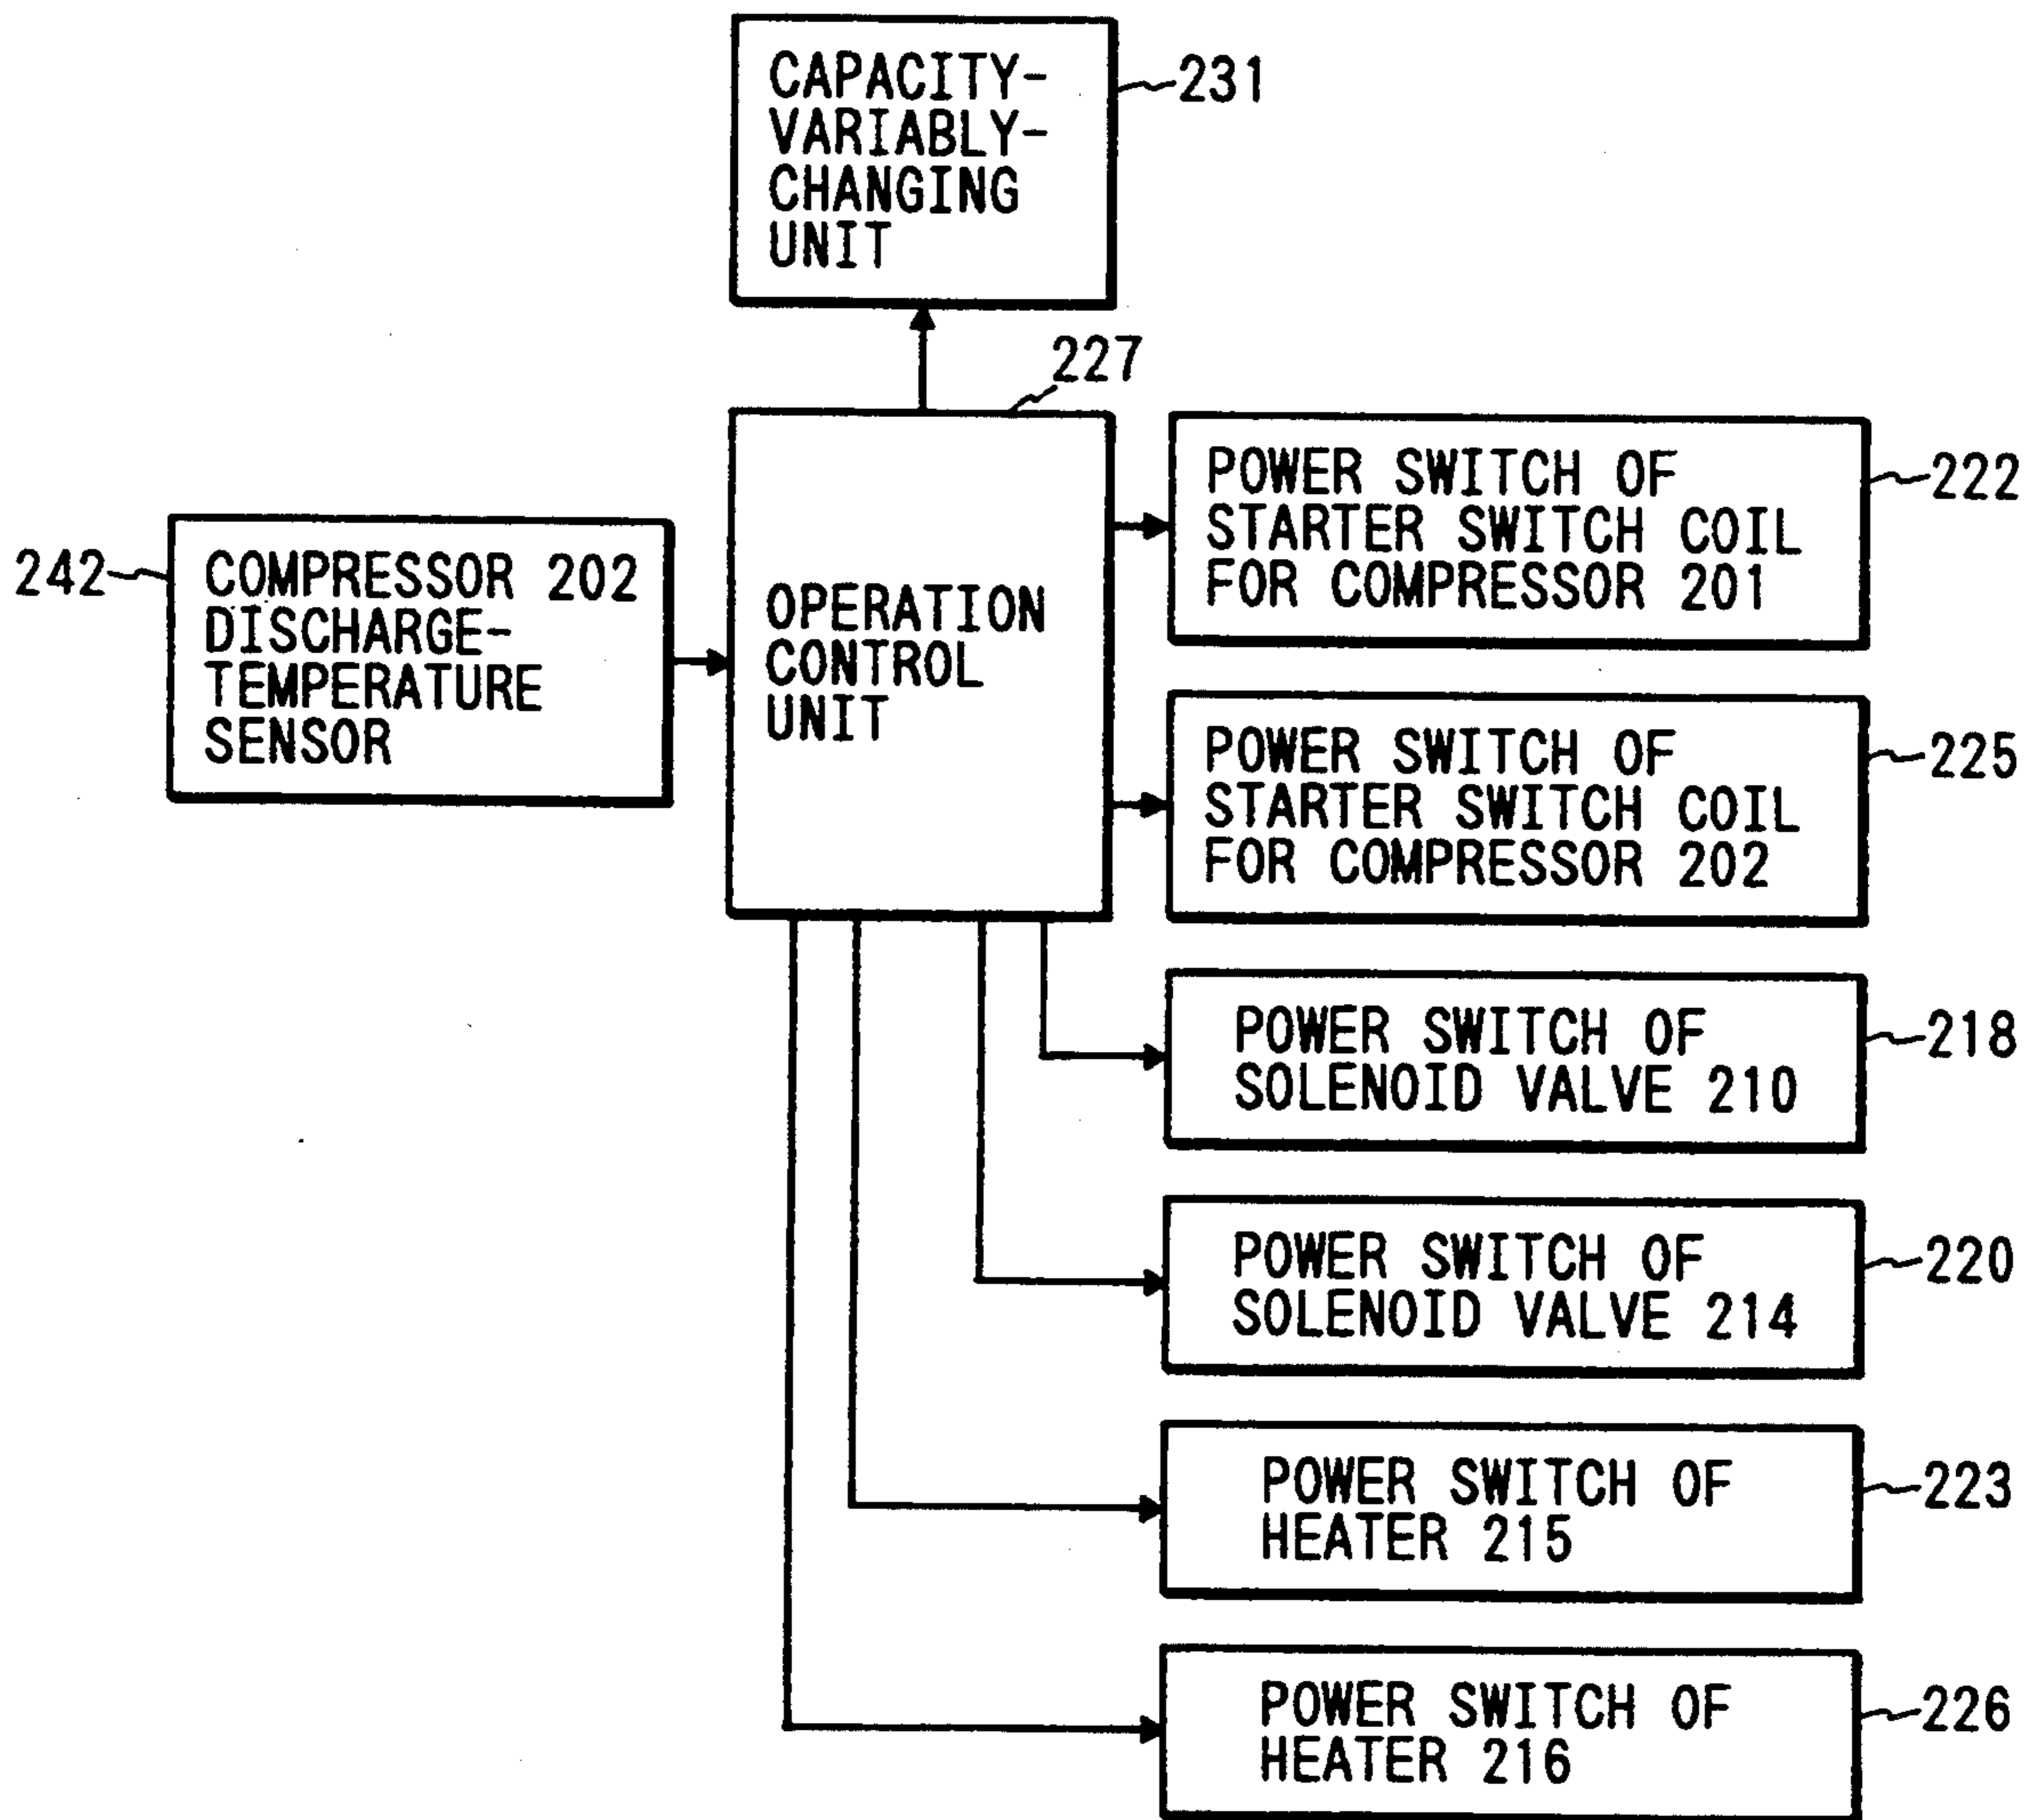 CAPACITY-
VARIABLY-
CHANGING
UNIT
231
227
OPERATION
CONTROL
UNIT
242
COMPRESSOR 202
DISCHARGE-
TEMPERATURE
SENSOR
POWER SWITCH OF
STARTER SWITCH COIL
FOR COMPRESSOR 201
222
POWER SWITCH OF
STARTER SWITCH COIL
FOR COMPRESSOR 202
225
POWER SWITCH OF
SOLENOID VALVE 210
218
POWER SWITCH OF
SOLENOID VALVE 214
220
POWER SWITCH OF
HEATER 215
223
POWER SWITCH OF
HEATER 216
226